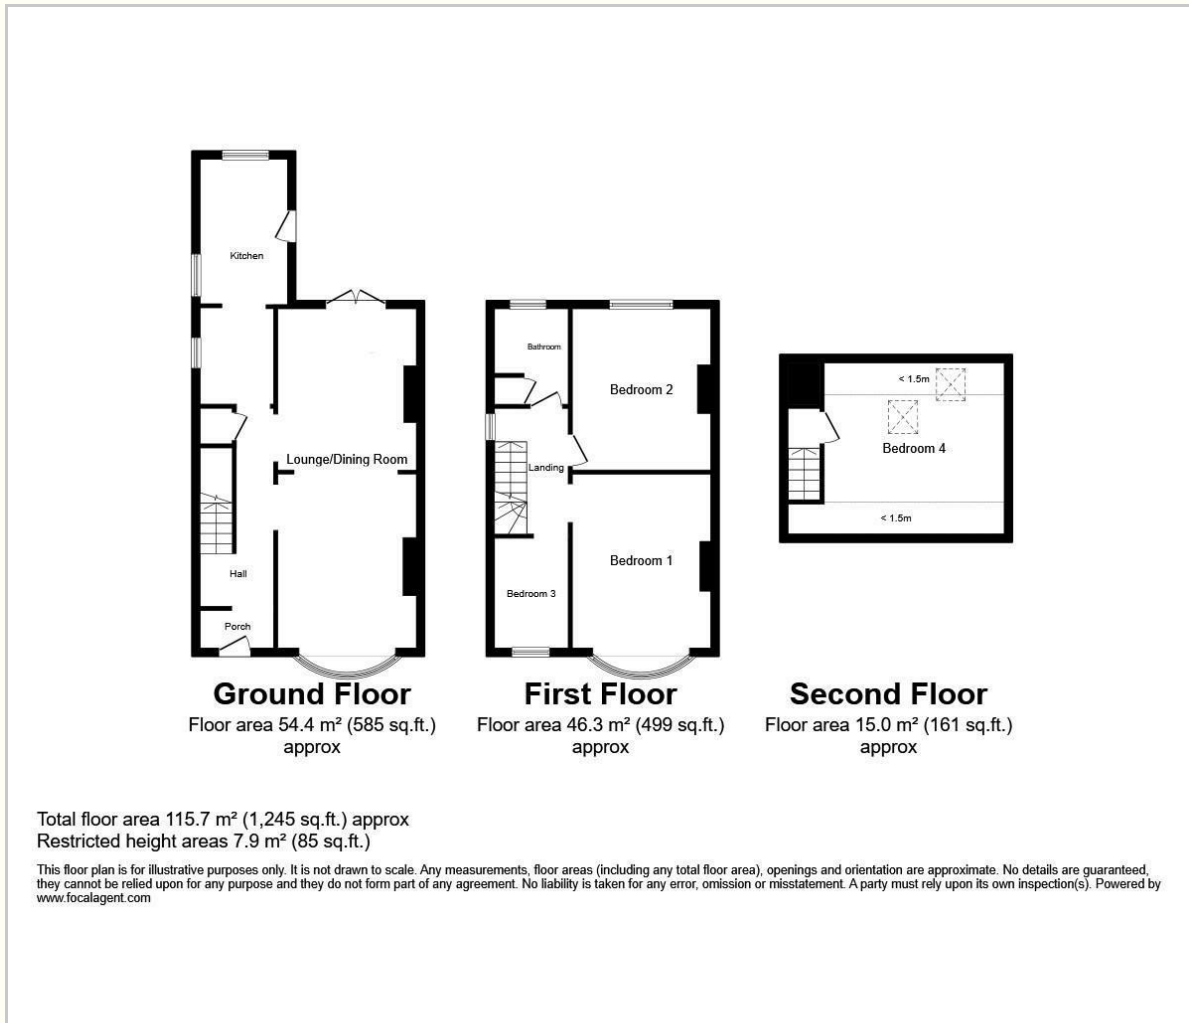 Kitchen
Lounge/Dining Room
Hall
Porch
Bathroom
Bedroom 2
Landing
Bedroom 1
Bedroom 3
< 1.5m
Bedroom 4
< 1.5m
Ground Floor
Floor area 54.4 m² (585 sq.ft.)
approx
First Floor
Floor area 46.3 m² (499 sq.ft.)
approx
Second Floor
Floor area 15.0 m² (161 sq.ft.)
approx
Total floor area 115.7 m² (1,245 sq.ft.) approx
Restricted height areas 7.9 m² (85 sq.ft.)
This floor plan is for illustrative purposes only. It is not drawn to scale. Any measurements, floor areas (including any total floor area), openings and orientation are approximate. No details are guaranteed,
they cannot be relied upon for any purpose and they do not form part of any agreement. No liability is taken for any error, omission or misstatement. A party must rely upon its own inspection(s). Powered by
www.focalagent.com